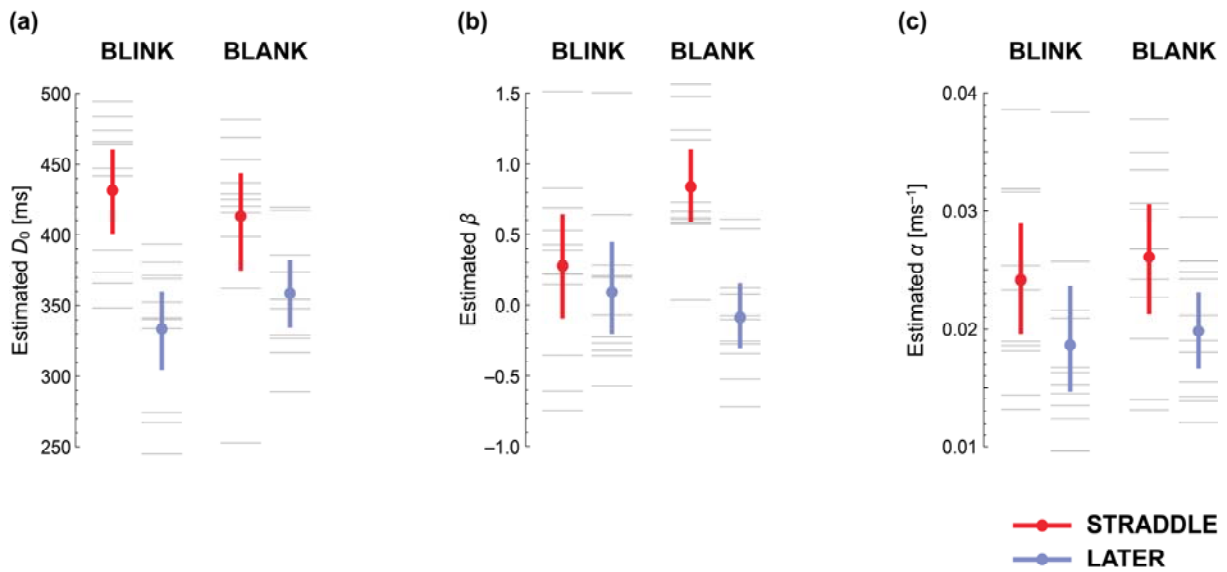 (a)
BLINK BLANK
Estimated D₀ [ms]
500
450
400
350
300
250
(b)
BLINK BLANK
Estimated β
1.5
1.0
0.5
0.0
−0.5
−1.0
(c)
BLINK BLANK
Estimated α [ms⁻¹]
0.04
0.03
0.02
0.01
STRADDLE
LATER